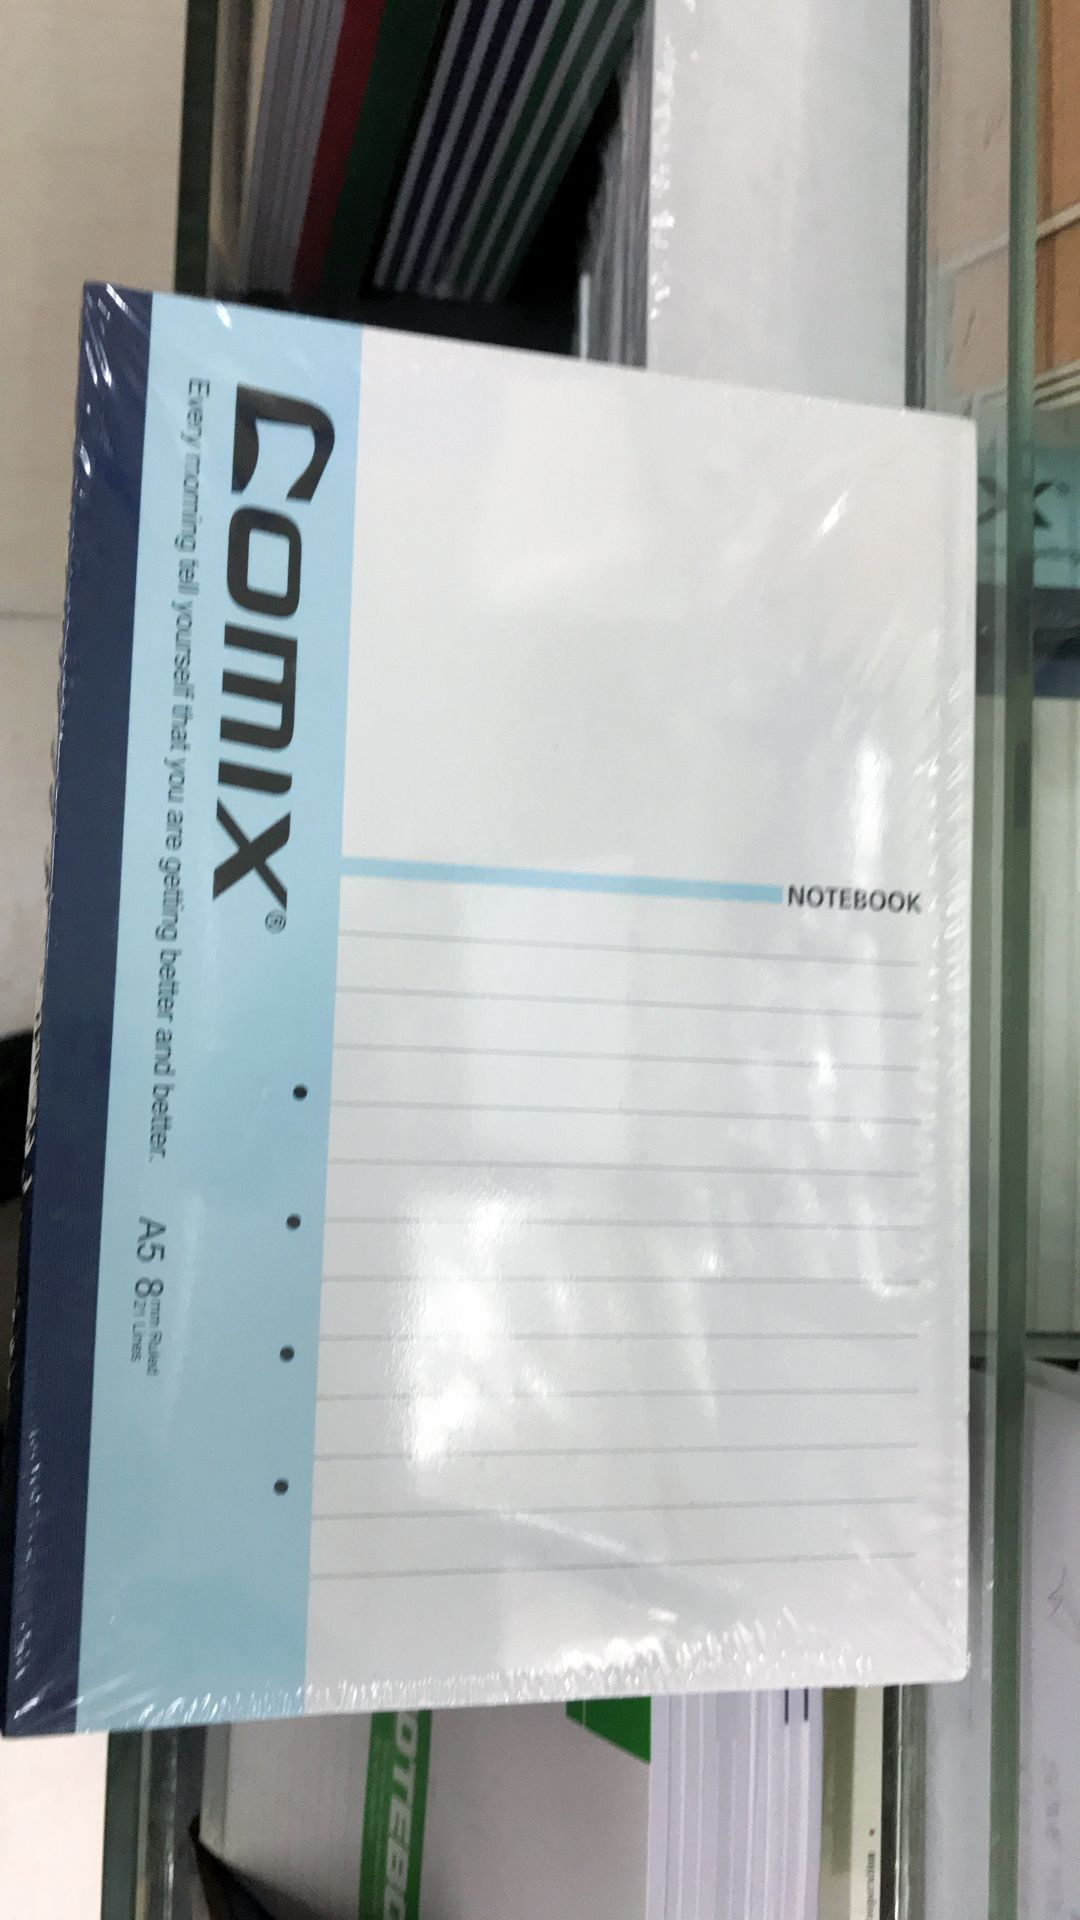 COMIX®
Every morning tell yourself that you are getting better and better.
A5 8mm Ruled
21 Lines
NOTEBOOK